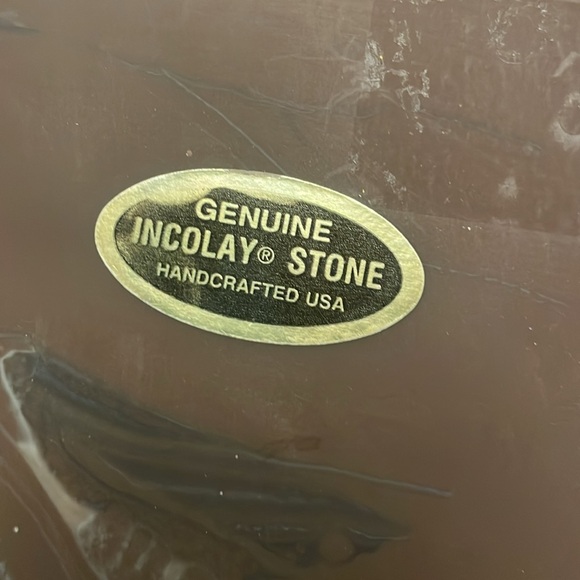 GENUINE
INCOLAY® STONE
HANDCRAFTED USA